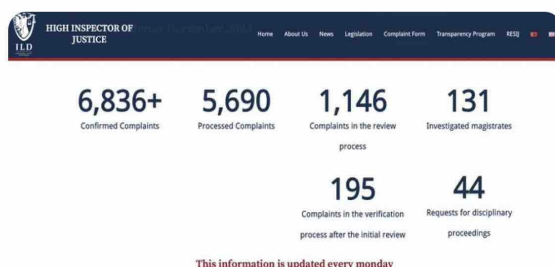 HIGH INSPECTOR OF
JUSTICE
ILD
Home About Us News Legislation Complaint Form Transparency Program RESIJ
6,836+ 5,690 1,146 131
Confirmed Complaints Processed Complaints Complaints in the review process Investigated magistrates
195 44
Complaints in the verification process after the initial review Requests for disciplinary proceedings
This information is updated every monday